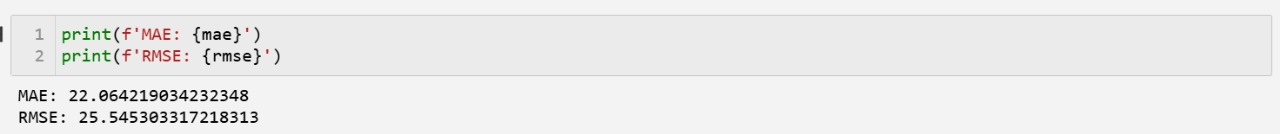 1 print(f'MAE: {mae}')
2 print(f'RMSE: {rmse}')
MAE: 22.064219034232348
RMSE: 25.545303317218313